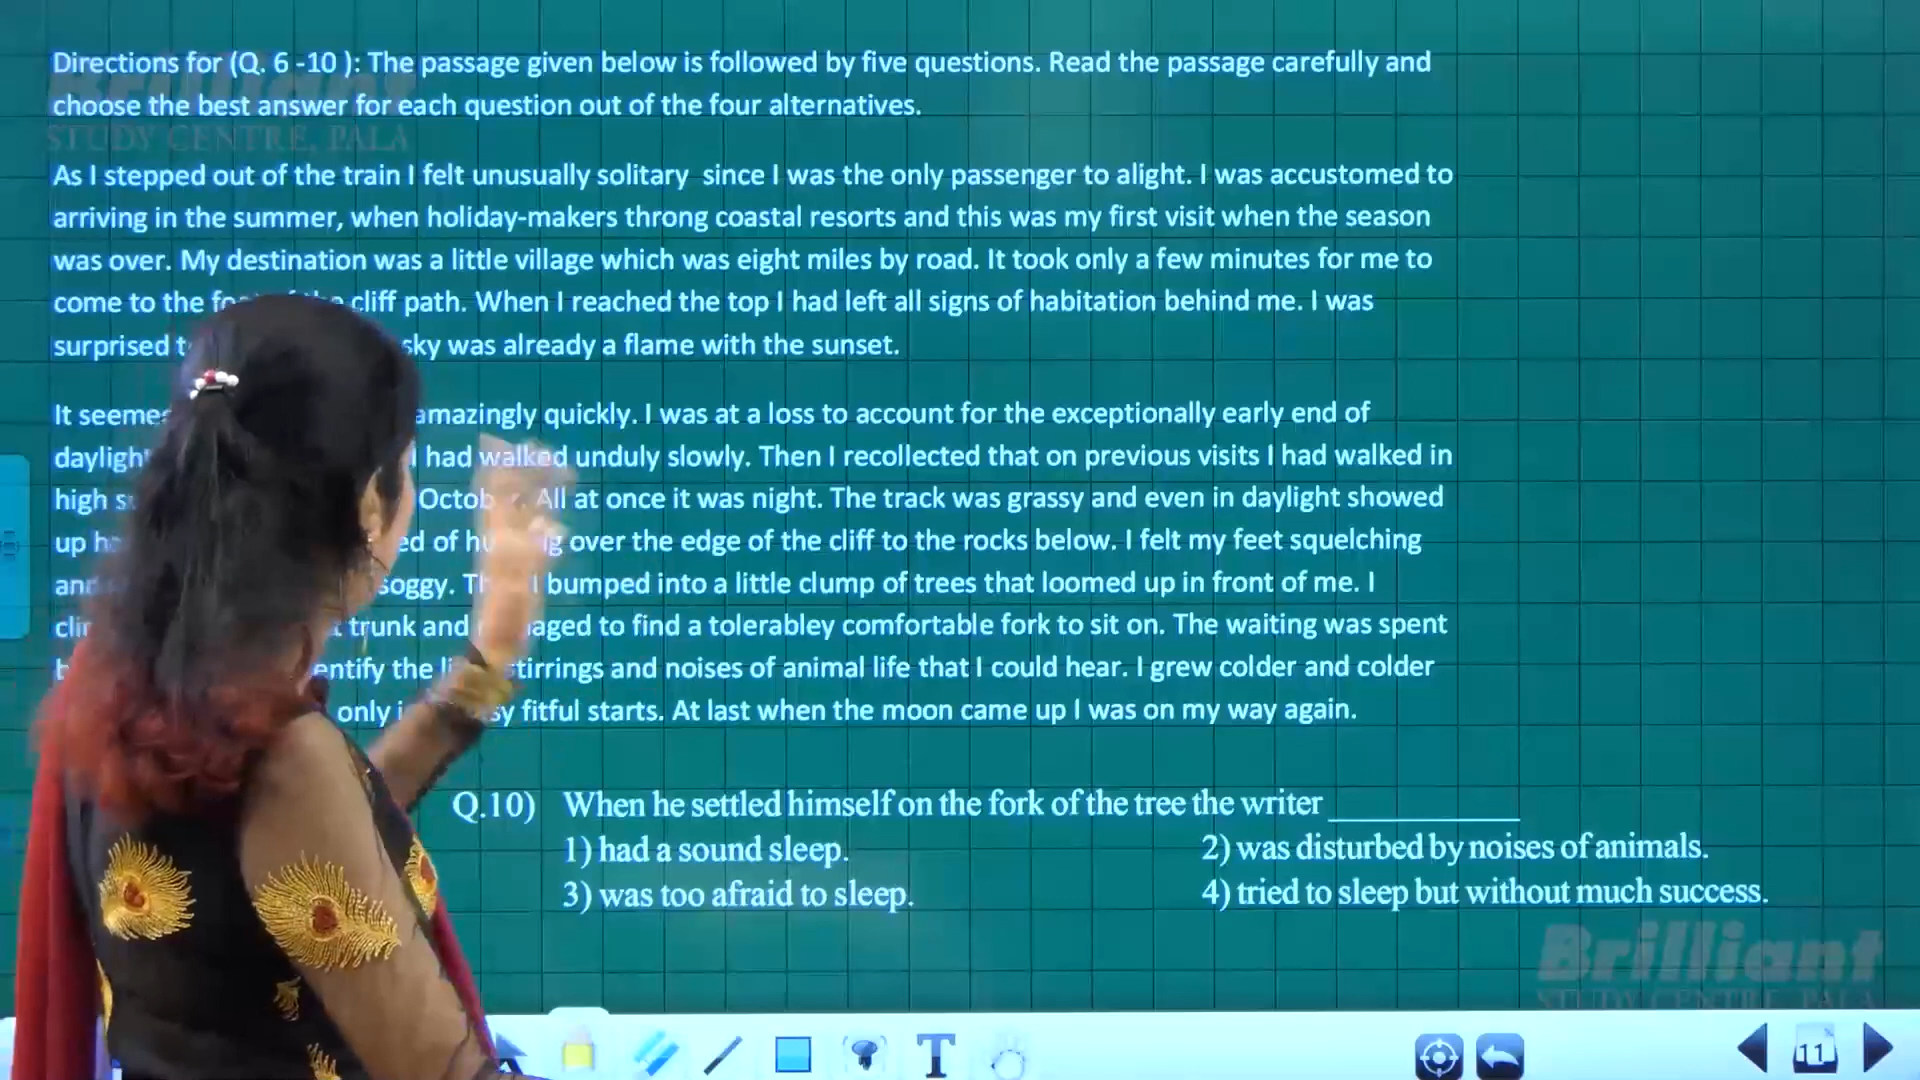 Directions for (Q. 6 -10 ): The passage given below is followed by five questions. Read the passage carefully and
choose the best answer for each question out of the four alternatives.
Brilliant
STUDY CENTRE, PALA
As I stepped out of the train I felt unusually solitary since I was the only passenger to alight. I was accustomed to
arriving in the summer, when holiday-makers throng coastal resorts and this was my first visit when the season
was over. My destination was a little village which was eight miles by road. It took only a few minutes for me to
come to the cliff path. When I reached the top I had left all signs of habitation behind me. I was
surprised sky was already a flame with the sunset.
It amazingly quickly. I was at a loss to account for the exceptionally early end of
I had walked unduly slowly. Then I recollected that on previous visits I had walked in
high All at once it was night. The track was grassy and even in daylight showed
up of over the edge of the cliff to the rocks below. I felt my feet squelching
soggy. bumped into a little clump of trees that loomed up in front of me. I
trunk and to find a tolerabley comfortable fork to sit on. The waiting was spent
the stirrings and noises of animal life that I could hear. I grew colder and colder
only fitful starts. At last when the moon came up I was on my way again.
Q.10) When he settled himself on the fork of the tree the writer ____________
1) had a sound sleep. 2) was disturbed by noises of animals.
3) was too afraid to sleep. 4) tried to sleep but without much success.
Brilliant
STUDY CENTRE, PALA
T
11